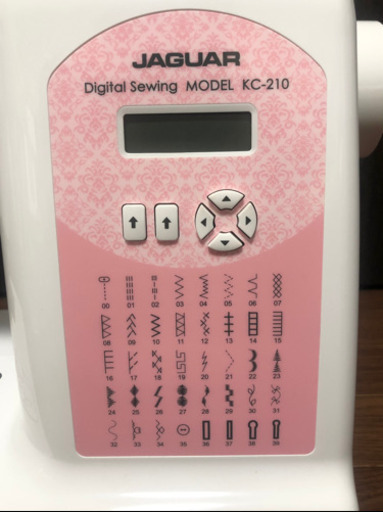 JAGUAR
Digital Sewing MODEL KC-210
00 01 02 03 04 05 06 07
08 09 10 11 12 13 14 15
16 17 18 19 20 21 22 23
24 25 26 27 28 29 30 31
32 33 34 35 36 37 38 39